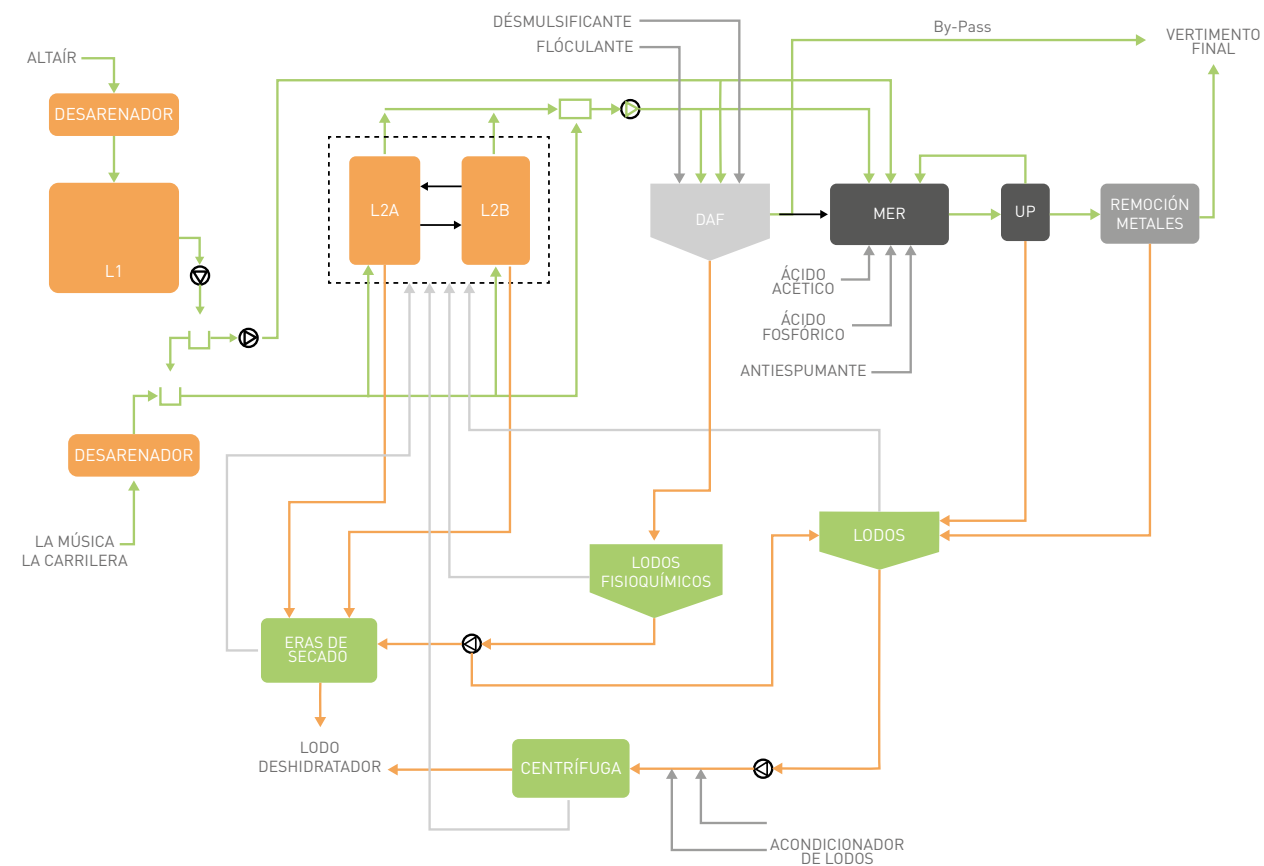 DÉSMULSIFICANTE
FLÓCULANTE
By-Pass
VERTIMENTO
FINAL
ALTAÍR
DESARENADOR
L1
L2A
L2B
DAF
MER
UP
REMOCIÓN
METALES
ÁCIDO
ACÉTICO
ÁCIDO
FOSFÓRICO
ANTIESPUMANTE
DESARENADOR
LA MÚSICA
LA CARRILERA
LODOS
FISIOQUÍMICOS
LODOS
ERAS DE
SECADO
LODO
DESHIDRATADOR
CENTRÍFUGA
ACONDICIONADOR
DE LODOS